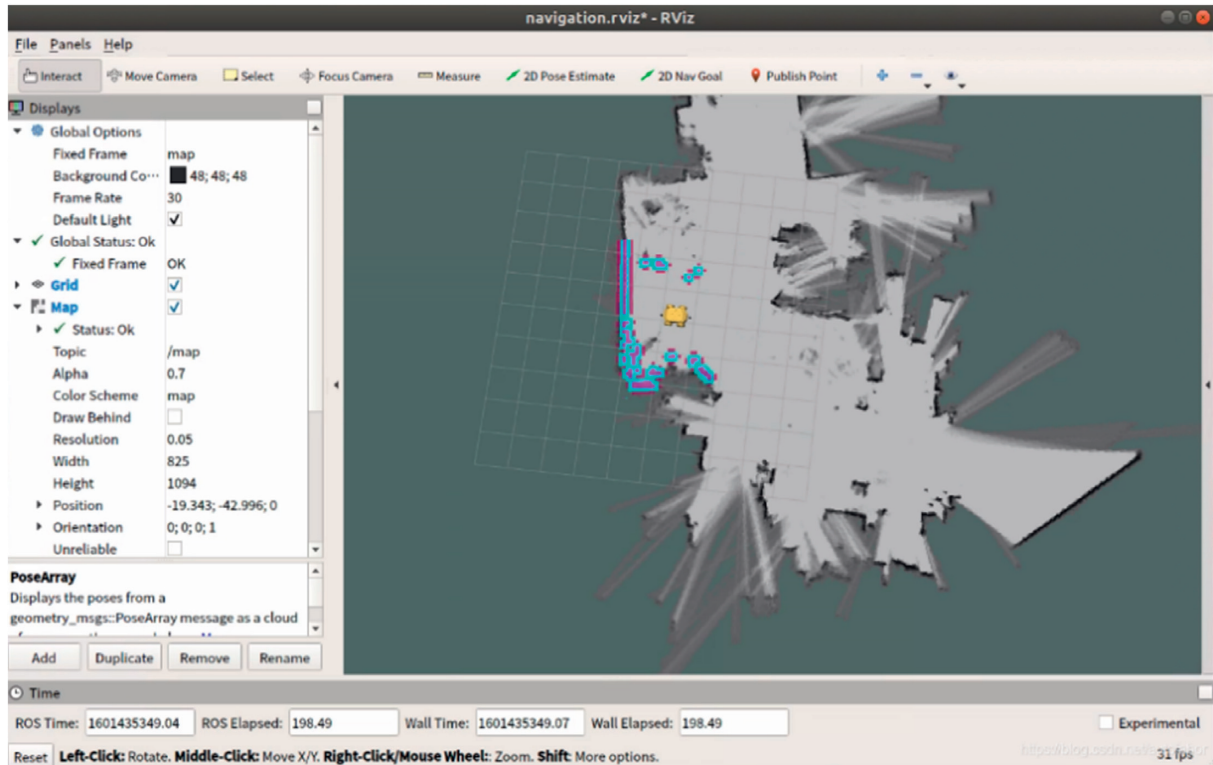 navigation.rviz* - RViz
File Panels Help
Interact Move Camera Select Focus Camera Measure 2D Pose Estimate 2D Nav Goal Publish Point
Displays
Global Options
Fixed Frame map
Background Co··· 48; 48; 48
Frame Rate 30
Default Light
Global Status: Ok
Fixed Frame OK
Grid
Map
Status: Ok
Topic /map
Alpha 0.7
Color Scheme map
Draw Behind
Resolution 0.05
Width 825
Height 1094
Position -19.343; -42.996; 0
Orientation 0; 0; 0; 1
Unreliable
PoseArray
Displays the poses from a
geometry_msgs::PoseArray message as a cloud
Add Duplicate Remove Rename
Time
ROS Time: 1601435349.04 ROS Elapsed: 198.49 Wall Time: 1601435349.07 Wall Elapsed: 198.49 Experimental
Reset Left-Click: Rotate. Middle-Click: Move X/Y. Right-Click/Mouse Wheel: Zoom. Shift: More options. 31 fps